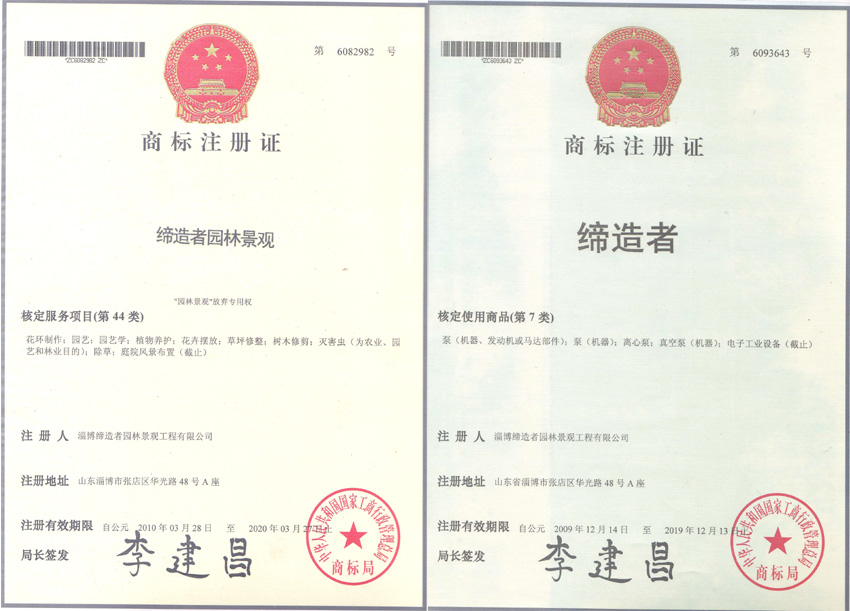 *ZC6082982 ZC*
第 6082982 号
商标注册证
缔造者园林景观
"园林景观"放弃专用权
核定服务项目(第 44 类)
花环制作；园艺；园艺学；植物养护；花卉摆放；草坪修整；树木修剪；灭害虫（为农业、园
艺和林业目的）；除草；庭院风景布置（截止）
注 册 人 淄博缔造者园林景观工程有限公司
注册地址 山东淄博市张店区华光路 48 号 A 座
注册有效期限 自公元 2010 年 03 月 28 日 至 2020 年 03 月 27 日止
局长签发 李建昌
中华人民共和国国家工商行政管理总局
商标局
*ZC6093643 ZC*
第 6093643 号
商标注册证
缔造者
核定使用商品(第 7 类)
泵（机器、发动机或马达部件）；泵（机器）；离心泵；真空泵（机器）；电子工业设备（截止）
注 册 人 淄博缔造者园林景观工程有限公司
注册地址 山东省淄博市张店区华光路 48 号 A 座
注册有效期限 自公元 2009 年 12 月 14 日 至 2019 年 12 月 13 日止
局长签发 李建昌
中华人民共和国国家工商行政管理总局
商标局